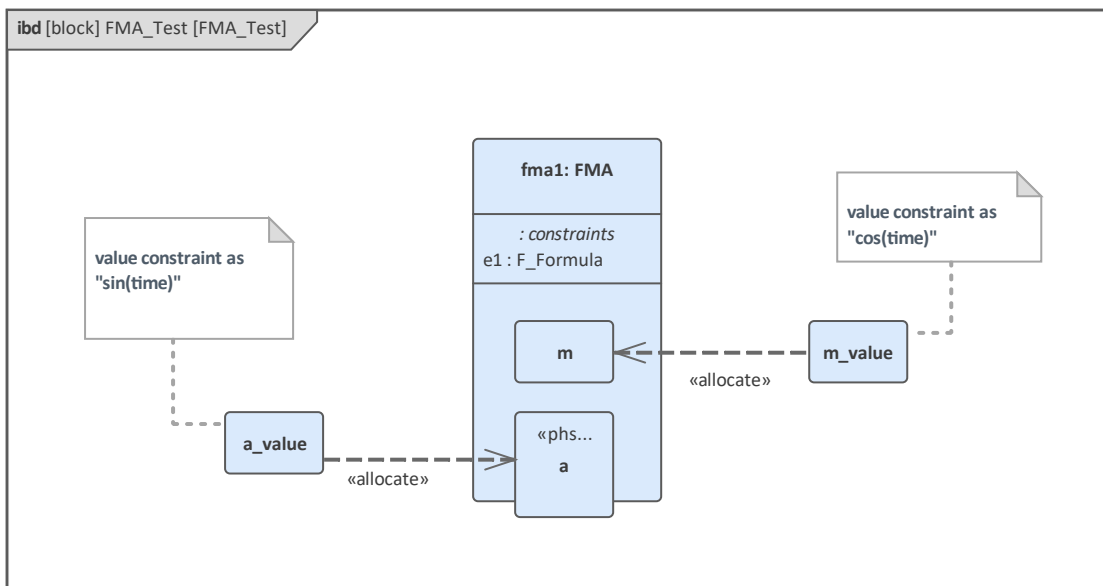 ibd [block] FMA_Test [FMA_Test]
fma1: FMA
: constraints
e1 : F_Formula
value constraint as
"cos(time)"
value constraint as
"sin(time)"
m
m_value
«allocate»
«phs...
a
a_value
«allocate»